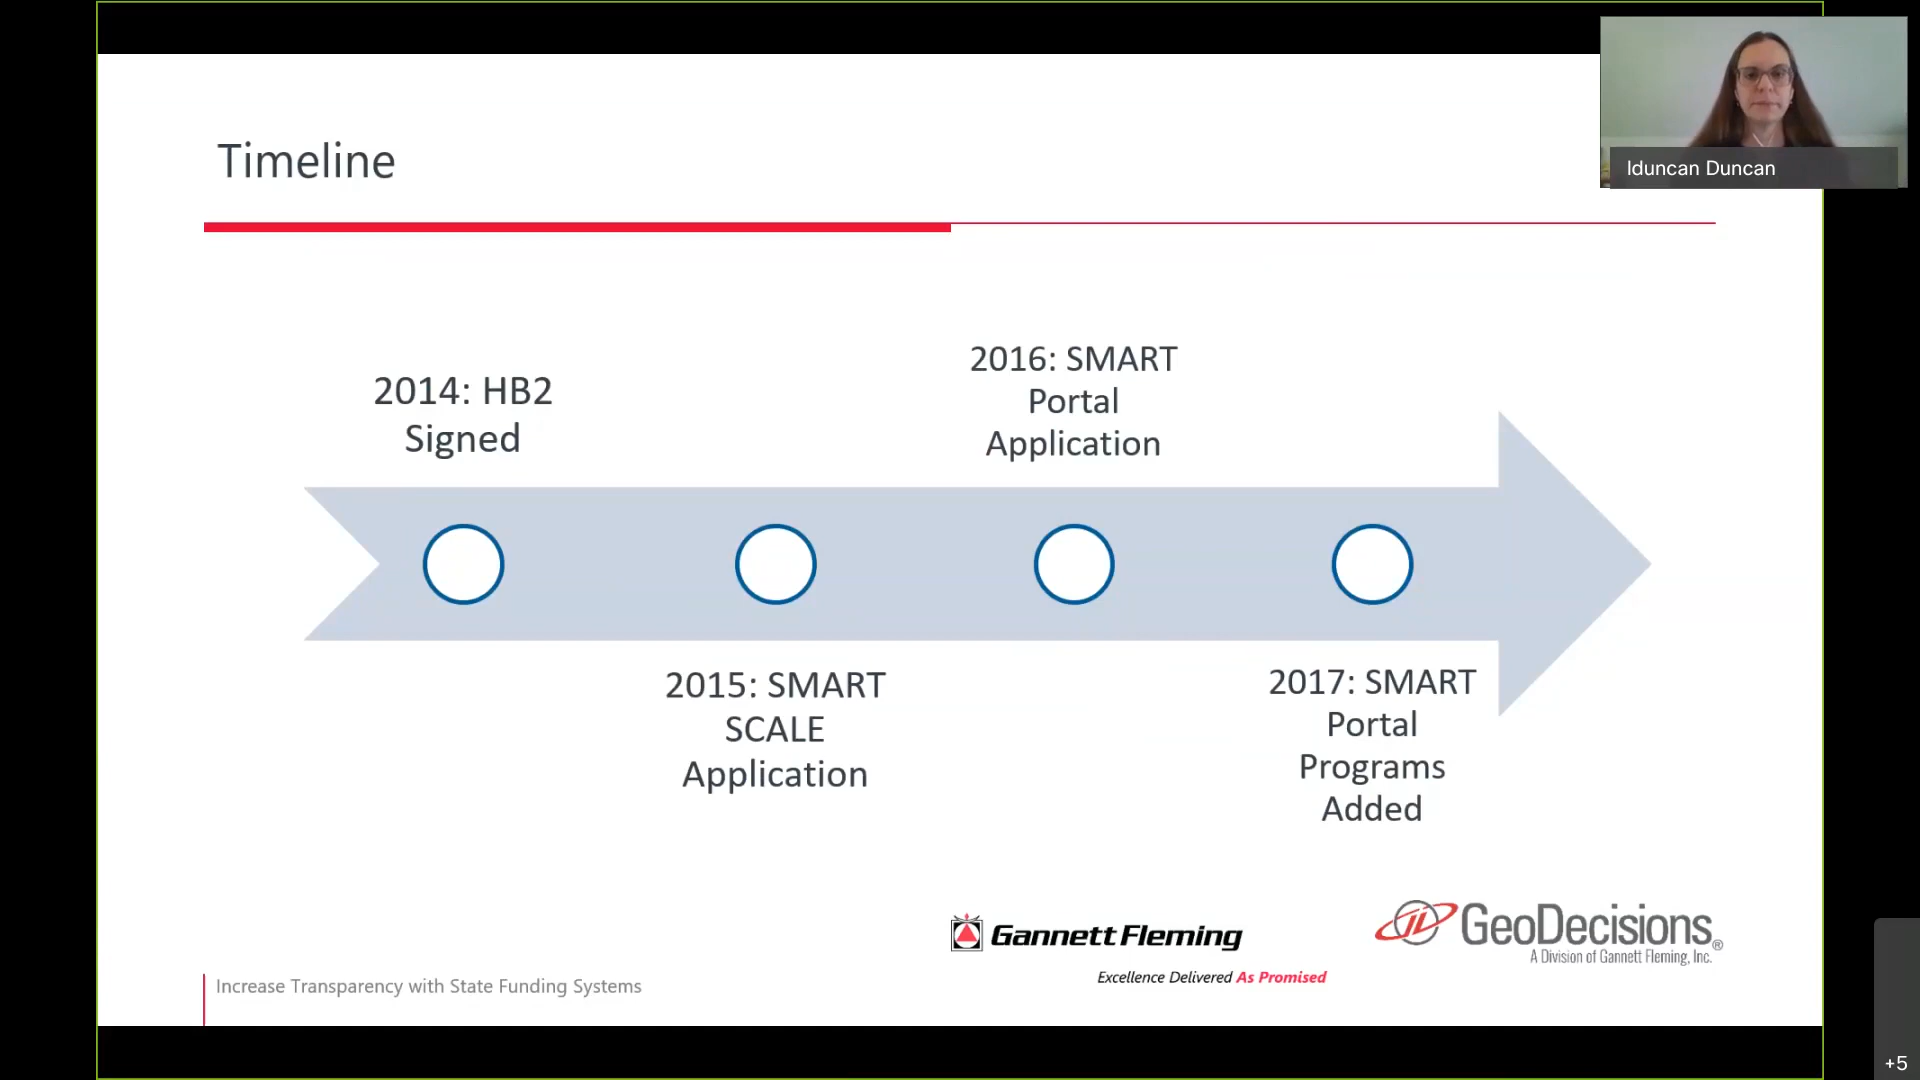 Timeline
Iduncan Duncan
2014: HB2
Signed
2015: SMART
SCALE
Application
2016: SMART
Portal
Application
2017: SMART
Portal
Programs
Added
Gannett Fleming
Excellence Delivered As Promised
GeoDecisions®
A Division of Gannett Fleming, Inc.
Increase Transparency with State Funding Systems
+5